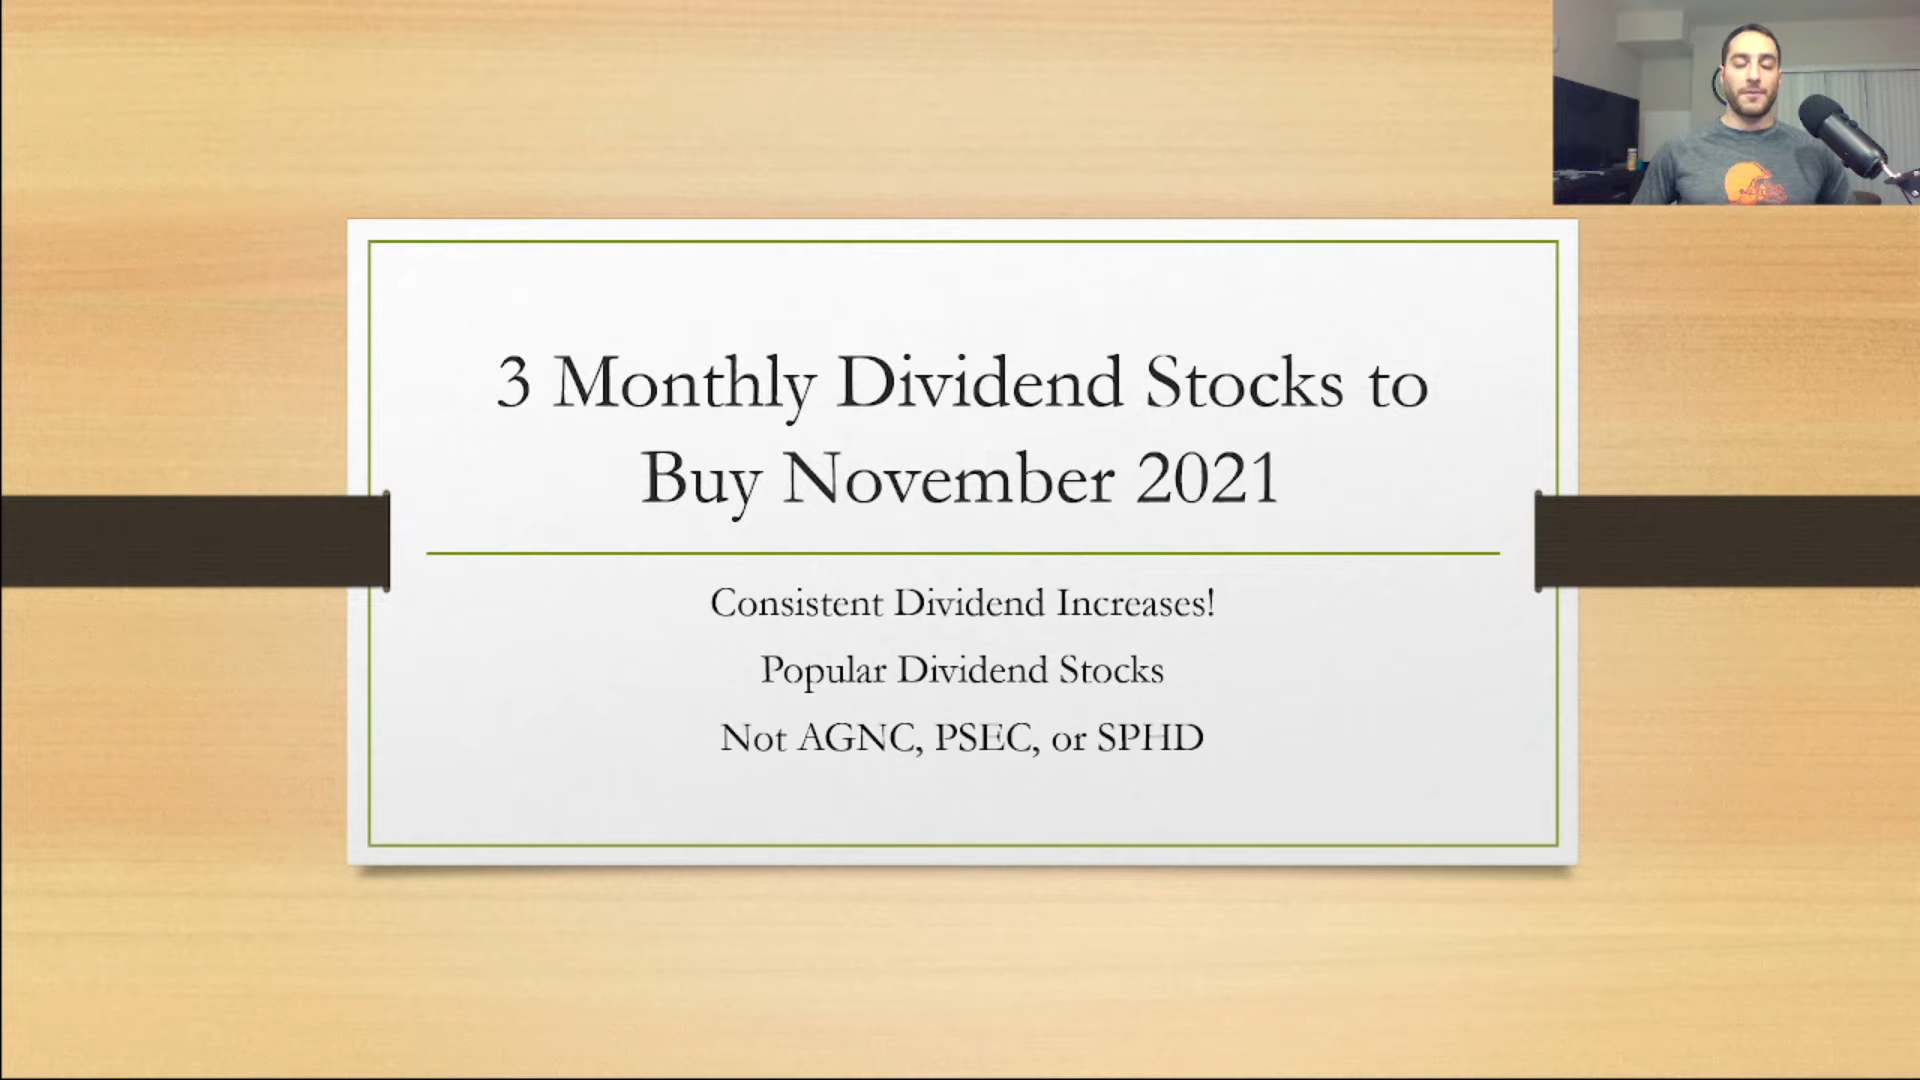 3 Monthly Dividend Stocks to
Buy November 2021
Consistent Dividend Increases!
Popular Dividend Stocks
Not AGNC, PSEC, or SPHD